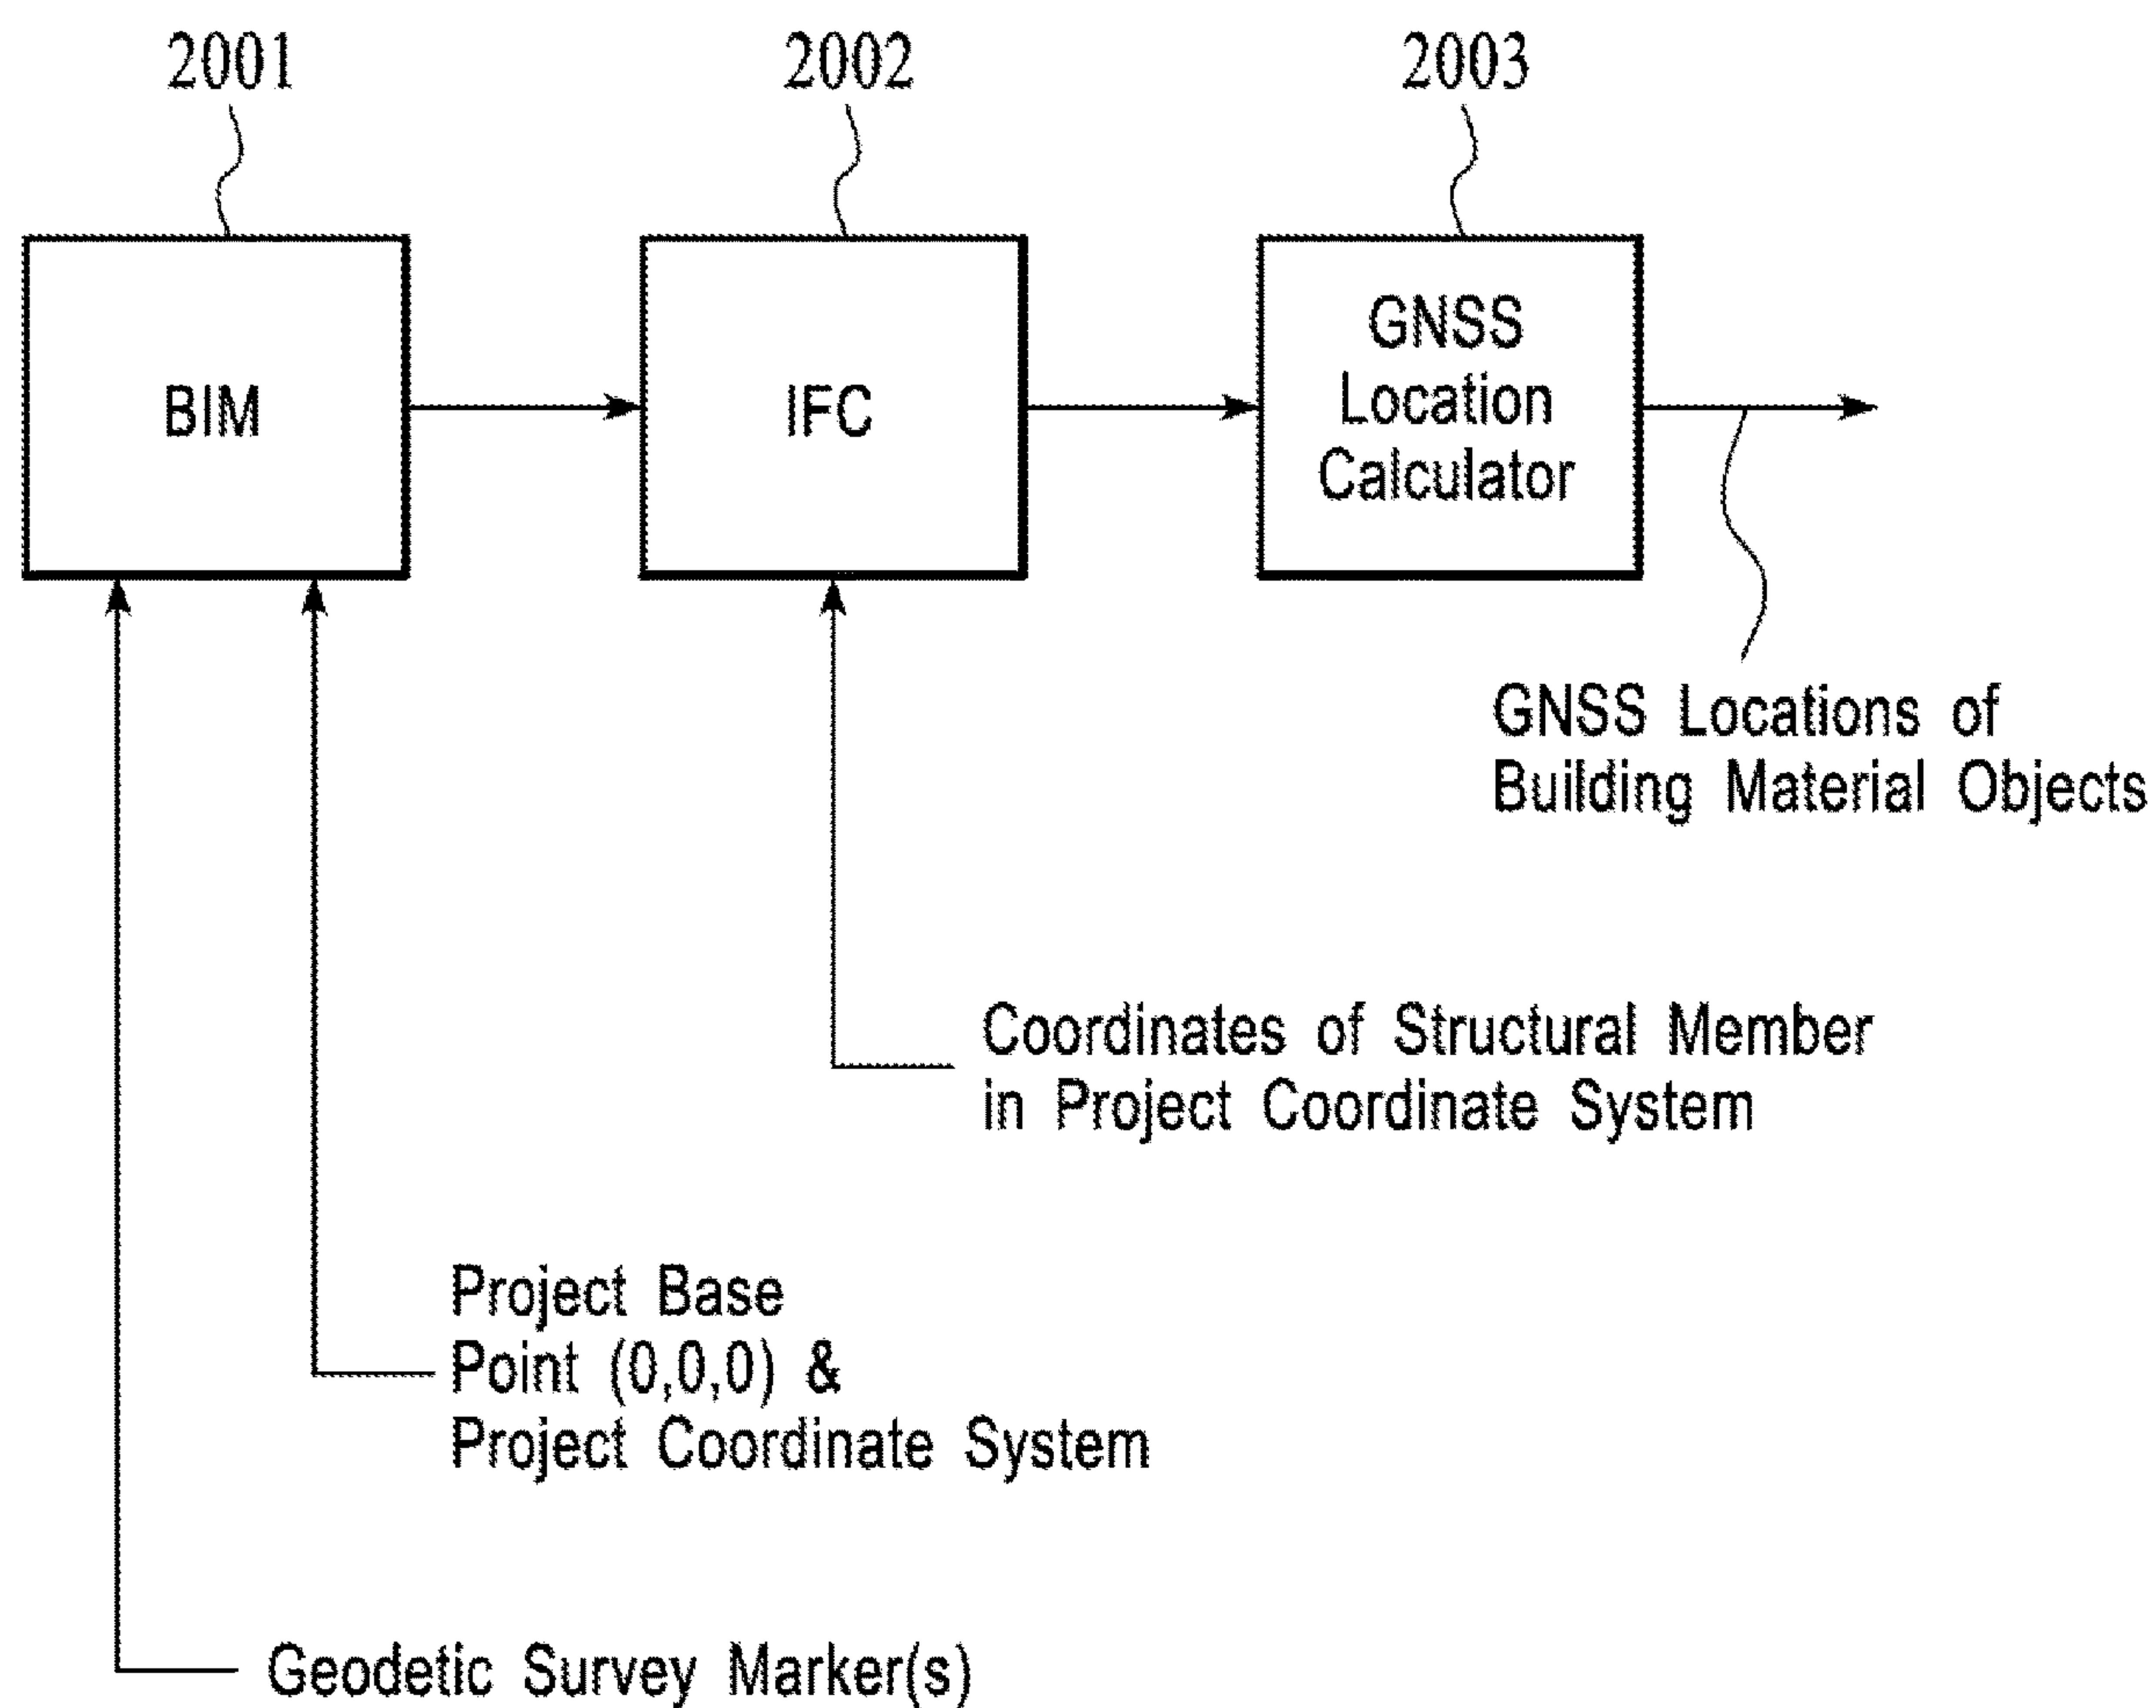 2001
2002
2003
BIM
IFC
GNSS
Location
Calculator
GNSS Locations of
Building Material Objects
Coordinates of Structural Member
in Project Coordinate System
Project Base
Point (0,0,0) &
Project Coordinate System
Geodetic Survey Marker(s)